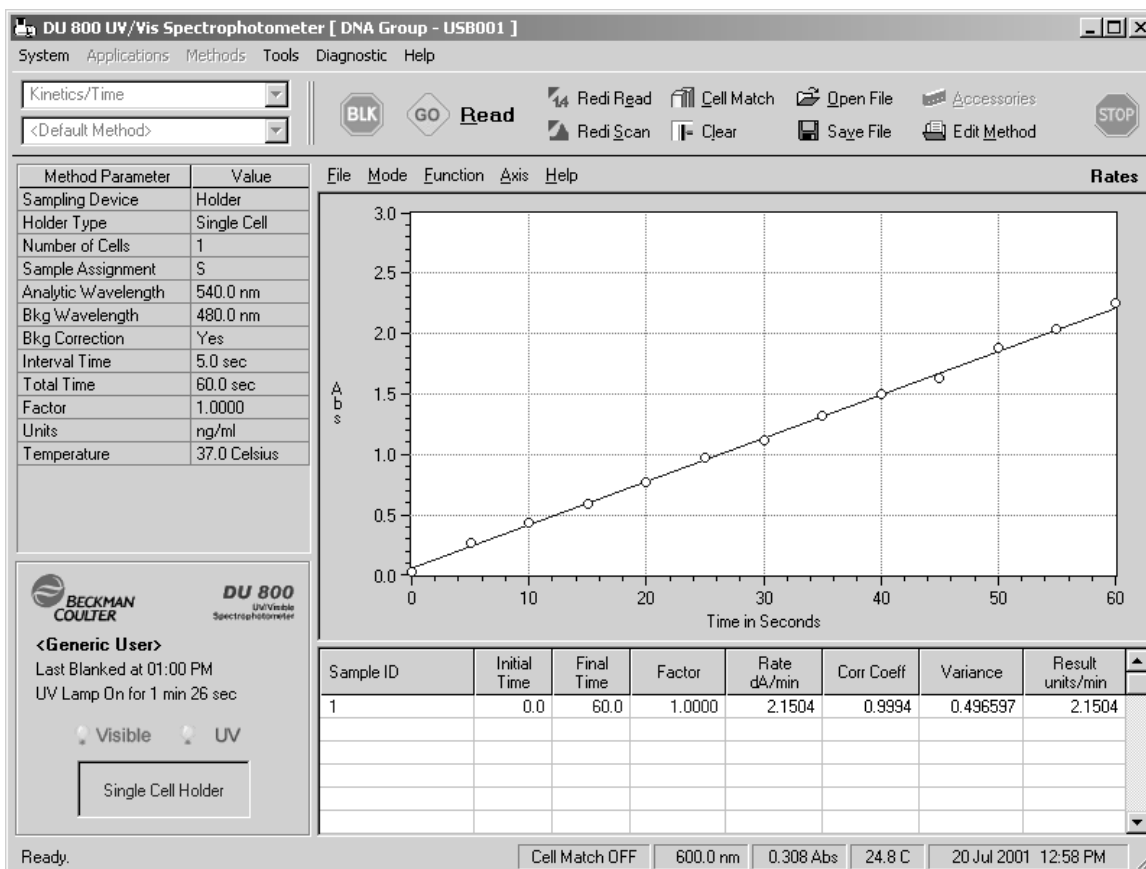 DU 800 UV/Vis Spectrophotometer [ DNA Group - USB001 ]
System Applications Methods Tools Diagnostic Help
Kinetics/Time
<Default Method>
BLK
GO
Read
Redi Read
Cell Match
Open File
Accessories
Redi Scan
Clear
Save File
Edit Method
STOP
Method Parameter Value
Sampling Device Holder
Holder Type Single Cell
Number of Cells 1
Sample Assignment S
Analytic Wavelength 540.0 nm
Bkg Wavelength 480.0 nm
Bkg Correction Yes
Interval Time 5.0 sec
Total Time 60.0 sec
Factor 1.0000
Units ng/ml
Temperature 37.0 Celsius
BECKMAN
COULTER
DU 800
UV/Visible
Spectrophotometer
<Generic User>
Last Blanked at 01:00 PM
UV Lamp On for 1 min 26 sec
Visible UV
Single Cell Holder
File Mode Function Axis Help
Rates
3.0
2.5
2.0
1.5
1.0
0.5
0.0
Abs
0 10 20 30 40 50 60
Time in Seconds
Sample ID Initial Time Final Time Factor Rate dA/min Corr Coeff Variance Result units/min
1 0.0 60.0 1.0000 2.1504 0.9994 0.496597 2.1504
Ready.
Cell Match OFF 600.0 nm 0.308 Abs 24.8 C 20 Jul 2001 12:58 PM